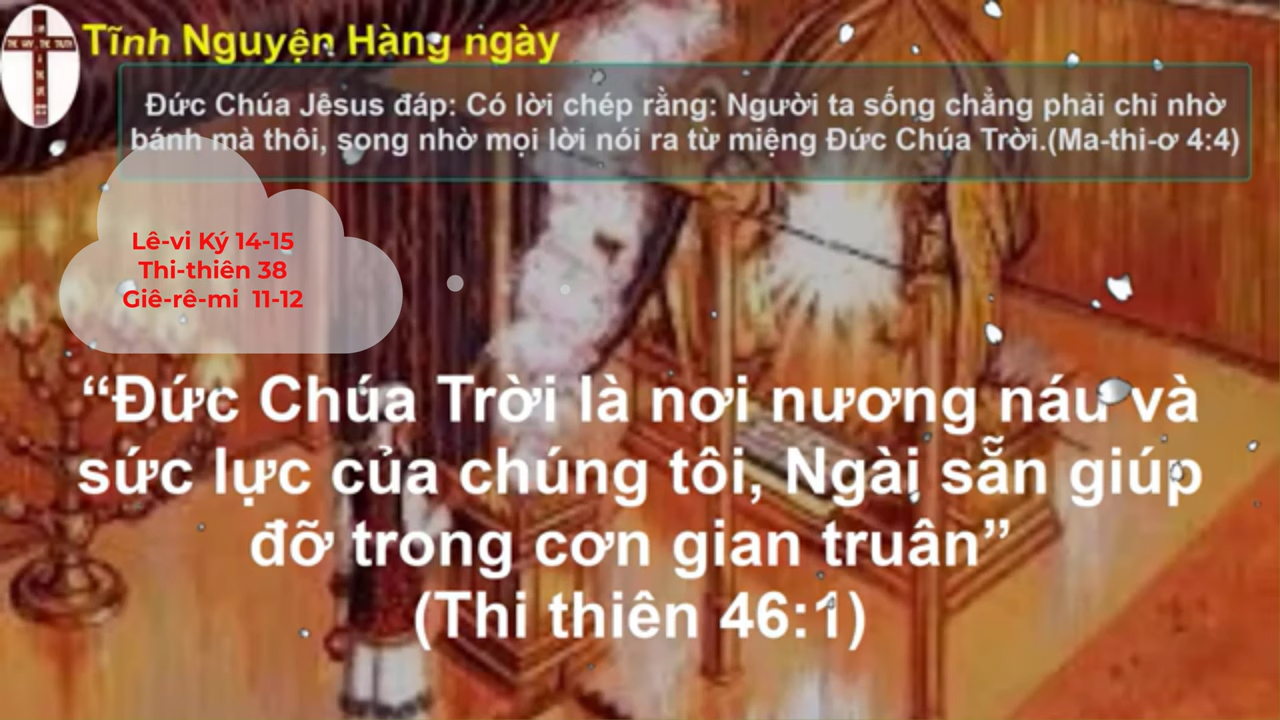 Tĩnh Nguyện Hàng ngày
Đức Chúa Jêsus đáp: Có lời chép rằng: Người ta sống chẳng phải chỉ nhờ
bánh mà thôi, song nhờ mọi lời nói ra từ miệng Đức Chúa Trời.(Ma-thi-ơ 4:4)
Lê-vi Ký 14-15
Thi-thiên 38
Giê-rê-mi 11-12
“Đức Chúa Trời là nơi nương náu và
sức lực của chúng tôi, Ngài sẵn giúp
đỡ trong cơn gian truân”
(Thi thiên 46:1)